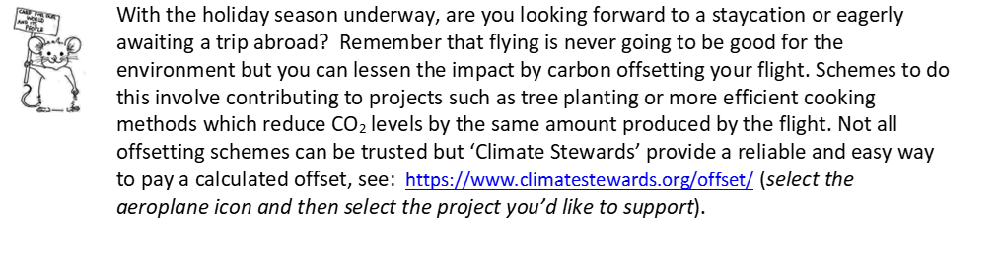 CARE FOR OUR
WORLD
AND ITS
PEOPLE
With the holiday season underway, are you looking forward to a staycation or eagerly
awaiting a trip abroad?  Remember that flying is never going to be good for the
environment but you can lessen the impact by carbon offsetting your flight. Schemes to do
this involve contributing to projects such as tree planting or more efficient cooking
methods which reduce CO₂ levels by the same amount produced by the flight. Not all
offsetting schemes can be trusted but ‘Climate Stewards’ provide a reliable and easy way
to pay a calculated offset, see:  https://www.climatestewards.org/offset/ (select the
aeroplane icon and then select the project you’d like to support).